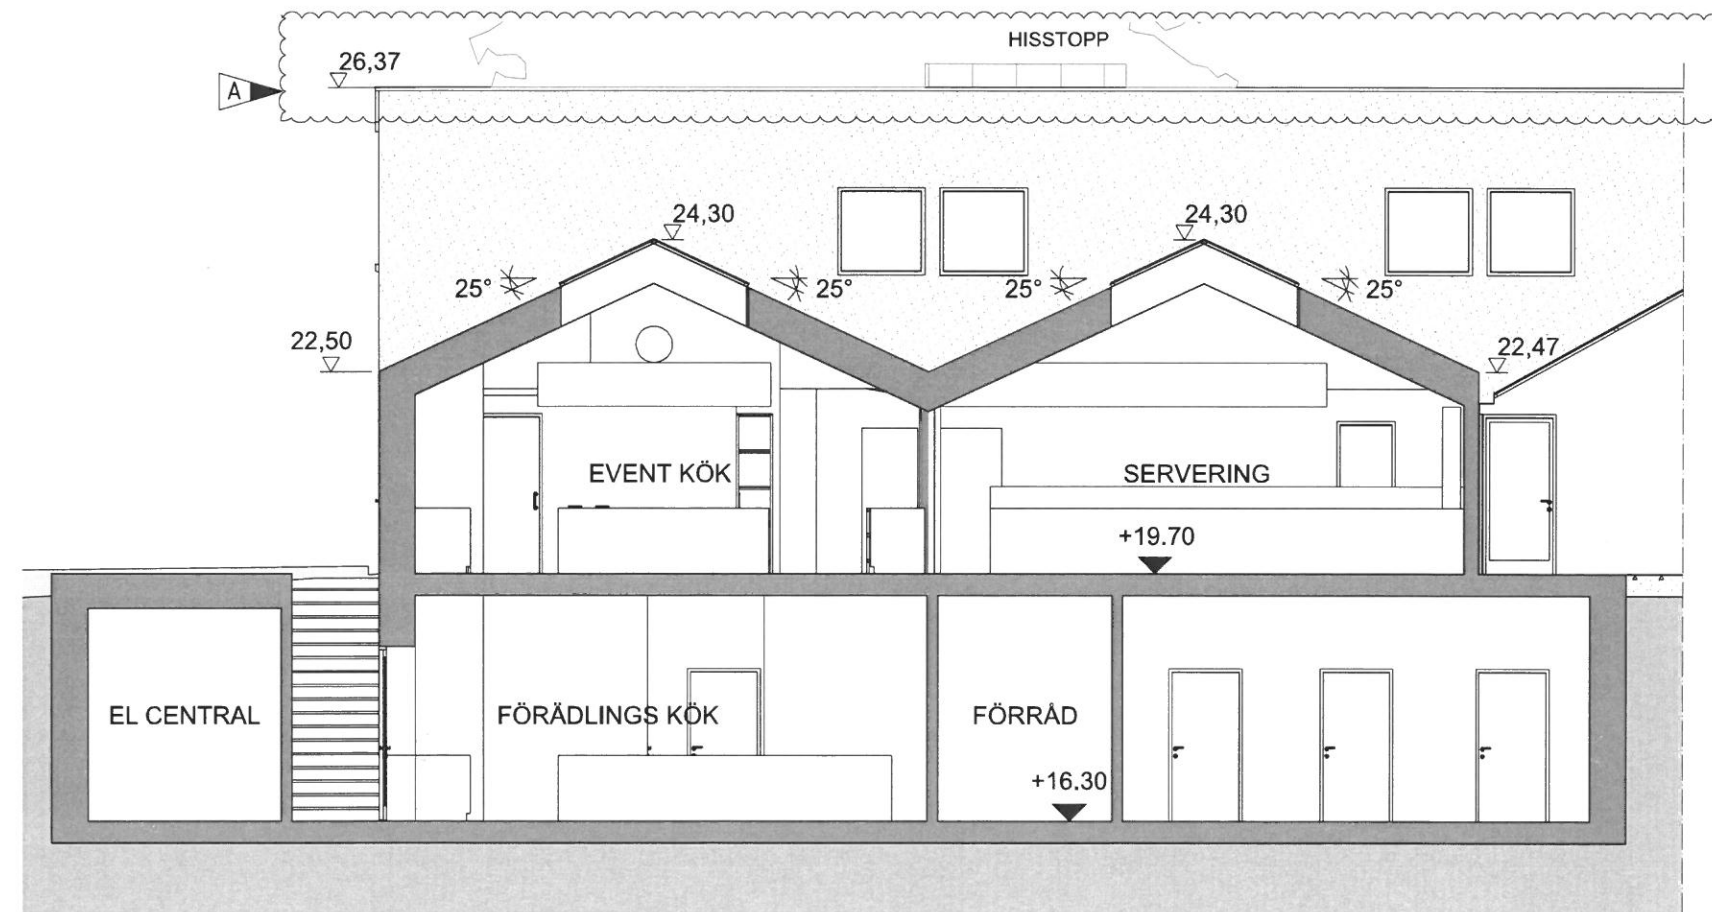 HISSTOPP
26,37
A
24,30
24,30
25°
25°
25°
25°
22,50
22,47
EVENT KÖK
SERVERING
+19.70
EL CENTRAL
FÖRÄDLINGS KÖK
FÖRRÅD
+16.30